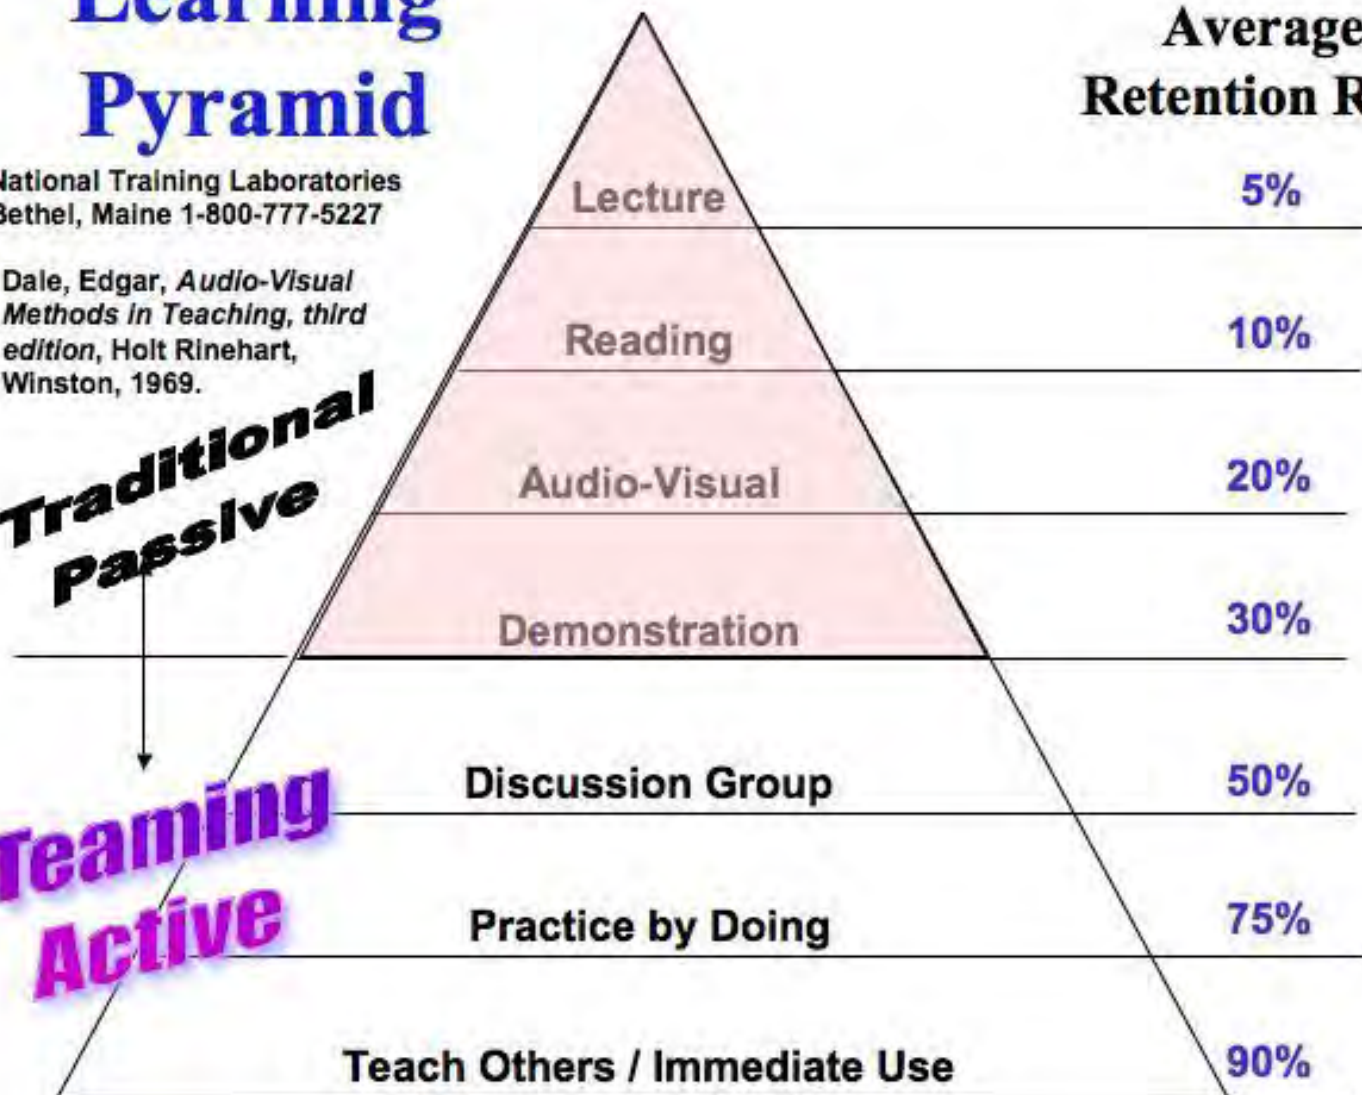 Learning
Pyramid
National Training Laboratories
Bethel, Maine 1-800-777-5227
Dale, Edgar, Audio-Visual
Methods in Teaching, third
edition, Holt Rinehart,
Winston, 1969.
Average
Retention R
Lecture 5%
Reading 10%
Audio-Visual 20%
Traditional
Passive
Demonstration 30%
Discussion Group 50%
Teaming
Active
Practice by Doing 75%
Teach Others / Immediate Use 90%